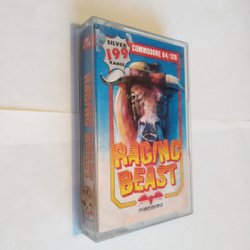 SILVER
199
RANGE
COMMODORE 64/128
RAGING
BEAST
FIREBIRD
RAGING BEAST